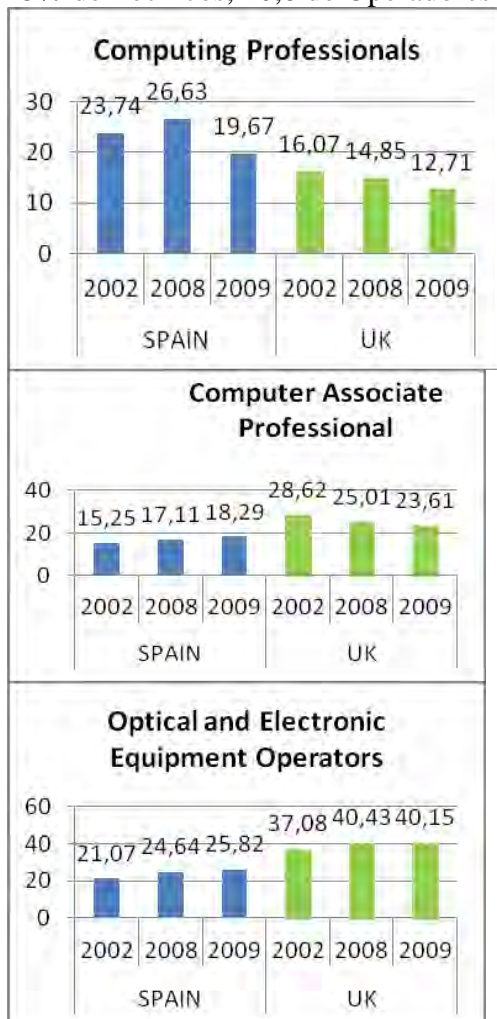 Computing Professionals
30
20
10
0
23,74
26,63
19,67
16,07
14,85
12,71
2002 2008 2009 2002 2008 2009
SPAIN UK
Computer Associate
Professional
40
20
0
15,25 17,11 18,29 28,62 25,01 23,61
2002 2008 2009 2002 2008 2009
SPAIN UK
Optical and Electronic
Equipment Operators
60
40
20
0
21,07 24,64 25,82 37,08 40,43 40,15
2002 2008 2009 2002 2008 2009
SPAIN UK